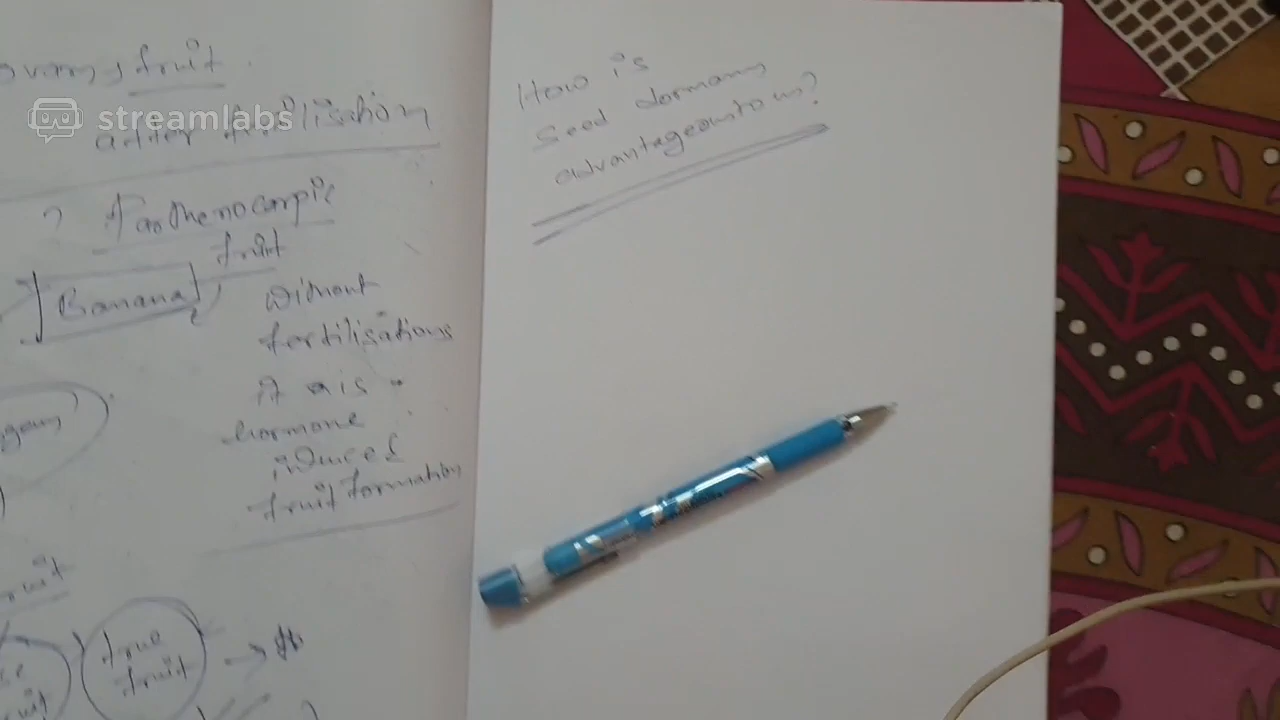 fruit.
streamlabs
after fertilisation
? Parthenocarpic
fruit
Banana
without
fertilisations
it is
hormone
induced
fruit formation
true
fruit
How is
Seed dormany
advantageous to us?